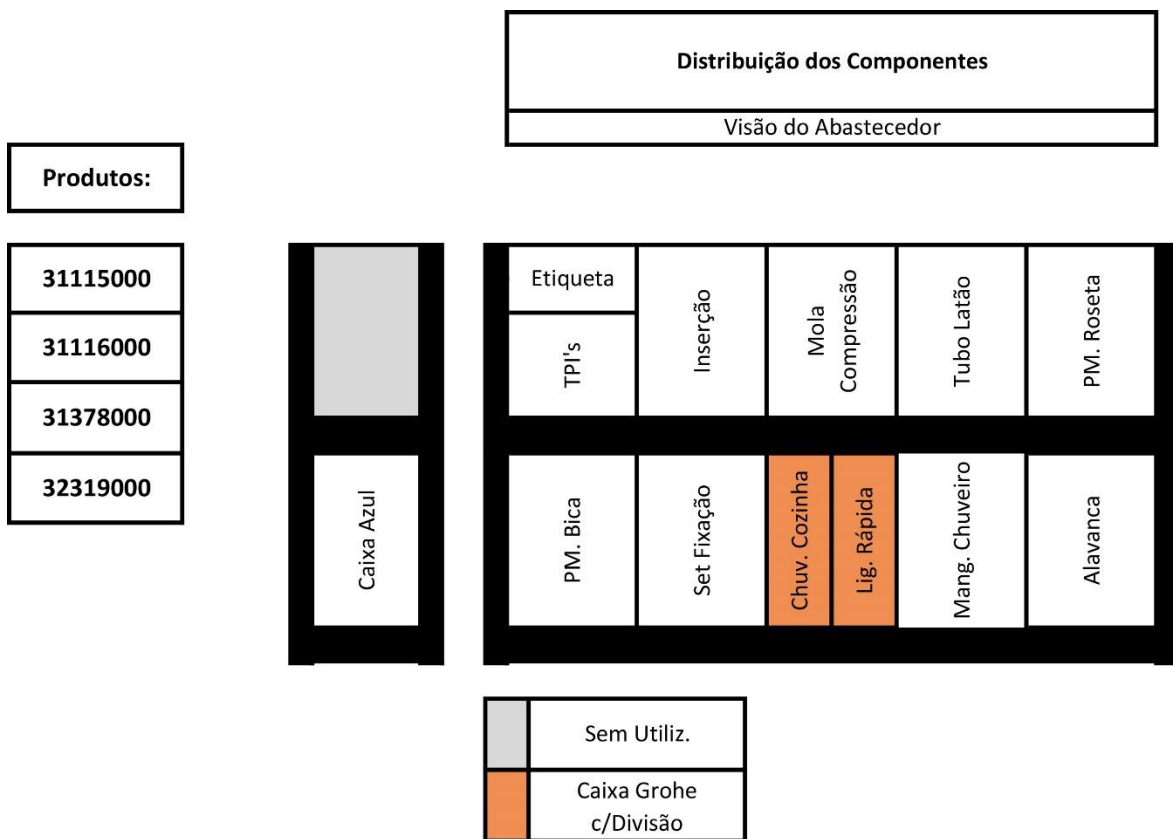 Distribuição dos Componentes
Visão do Abastecedor
Produtos:
31115000
31116000
31378000
32319000
Etiqueta
TPI's
Inserção
Mola
Compressão
Tubo Latão
PM. Roseta
Caixa Azul
PM. Bica
Set Fixação
Chuv. Cozinha
Lig. Rápida
Mang. Chuveiro
Alavanca
Sem Utiliz.
Caixa Grohe
c/Divisão